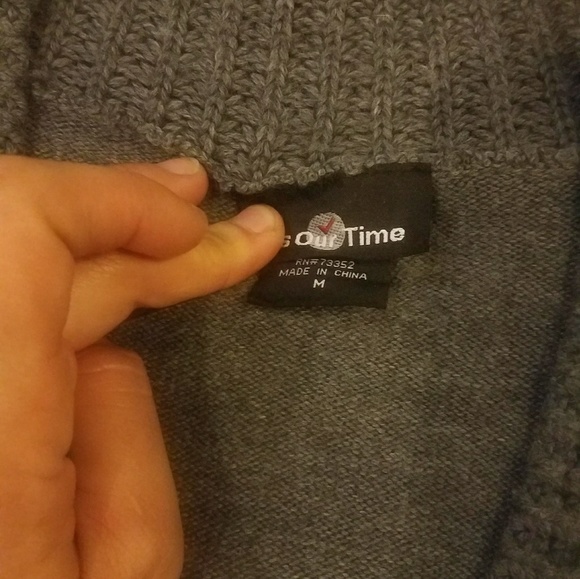 s Our Time
RN# 73352
MADE IN CHINA
M